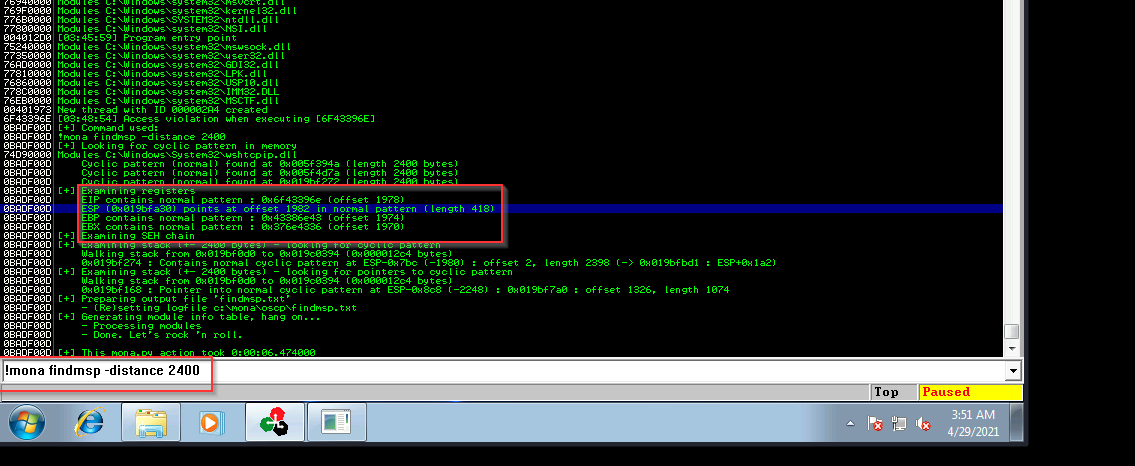 76940000 Modules C:\Windows\system32\msvcrt.dll
769F0000 Modules C:\Windows\system32\kernel32.dll
776B0000 Modules C:\Windows\SYSTEM32\ntdll.dll
77800000 Modules C:\Windows\system32\NSI.dll
004012D0 [03:45:59] Program entry point
75240000 Modules C:\Windows\system32\mswsock.dll
77350000 Modules C:\Windows\system32\user32.dll
76AD0000 Modules C:\Windows\system32\GDI32.dll
77810000 Modules C:\Windows\system32\LPK.dll
76860000 Modules C:\Windows\system32\USP10.dll
778C0000 Modules C:\Windows\system32\IMM32.DLL
76EB0000 Modules C:\Windows\system32\MSCTF.dll
00401973 New thread with ID 000002A4 created
6F43396E [03:48:54] Access violation when executing [6F43396E]
0BADF00D [+] Command used:
0BADF00D !mona findmsp -distance 2400
0BADF00D [+] Looking for cyclic pattern in memory
74D90000 Modules C:\Windows\System32\wshtcpip.dll
0BADF00D Cyclic pattern (normal) found at 0x005f394a (length 2400 bytes)
0BADF00D Cyclic pattern (normal) found at 0x005f4d7a (length 2400 bytes)
0BADF00D Cyclic pattern (normal) found at 0x019bf272 (length 2400 bytes)
0BADF00D [+] Examining registers
0BADF00D EIP contains normal pattern : 0x6f43396e (offset 1978)
0BADF00D ESP (0x019bfa30) points at offset 1982 in normal pattern (length 418)
0BADF00D EBP contains normal pattern : 0x43386e43 (offset 1974)
0BADF00D EBX contains normal pattern : 0x376e4336 (offset 1970)
0BADF00D [+] Examining SEH chain
0BADF00D [+] Examining stack (+- 2400 bytes) - looking for cyclic pattern
0BADF00D Walking stack from 0x019bf0d0 to 0x019c0394 (0x000012c4 bytes)
0BADF00D 0x019bf274 : Contains normal cyclic pattern at ESP-0x7bc (-1980) : offset 2, length 2398 (-> 0x019bfbd1 : ESP+0x1a2)
0BADF00D [+] Examining stack (+- 2400 bytes) - looking for pointers to cyclic pattern
0BADF00D Walking stack from 0x019bf0d0 to 0x019c0394 (0x000012c4 bytes)
0BADF00D 0x019bf168 : Pointer into normal cyclic pattern at ESP-0x8c8 (-2248) : 0x019bf7a0 : offset 1326, length 1074
0BADF00D [+] Preparing output file 'findmsp.txt'
0BADF00D - (Re)setting logfile c:\mona\oscp\findmsp.txt
0BADF00D [+] Generating module info table, hang on...
0BADF00D - Processing modules
0BADF00D - Done. Let's rock 'n roll.
0BADF00D
0BADF00D [+] This mona.py action took 0:00:06.474000
!mona findmsp -distance 2400
Top Paused
3:51 AM
4/29/2021